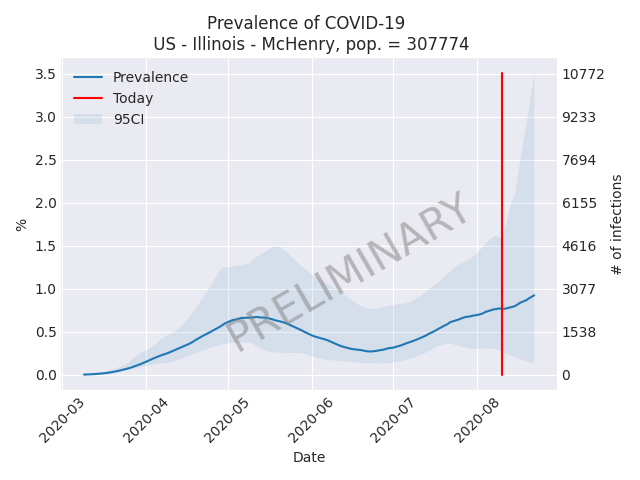 Prevalence of COVID-19
US - Illinois - McHenry, pop. = 307774
Prevalence
Today
95CI
3.5
3.0
2.5
2.0
1.5
1.0
0.5
0.0
%
10772
9233
7694
6155
4616
3077
1538
0
# of infections
PRELIMINARY
2020-03
2020-04
2020-05
2020-06
2020-07
2020-08
Date